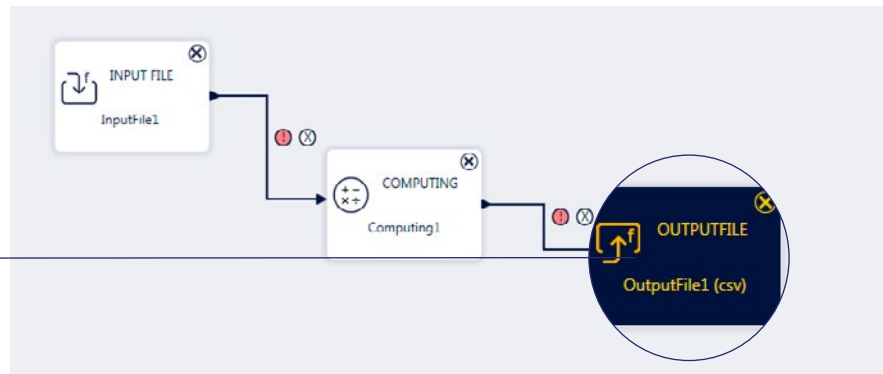 INPUT FILE
InputFile1
COMPUTING
Computing1
OUTPUTFILE
OutputFile1 (csv)